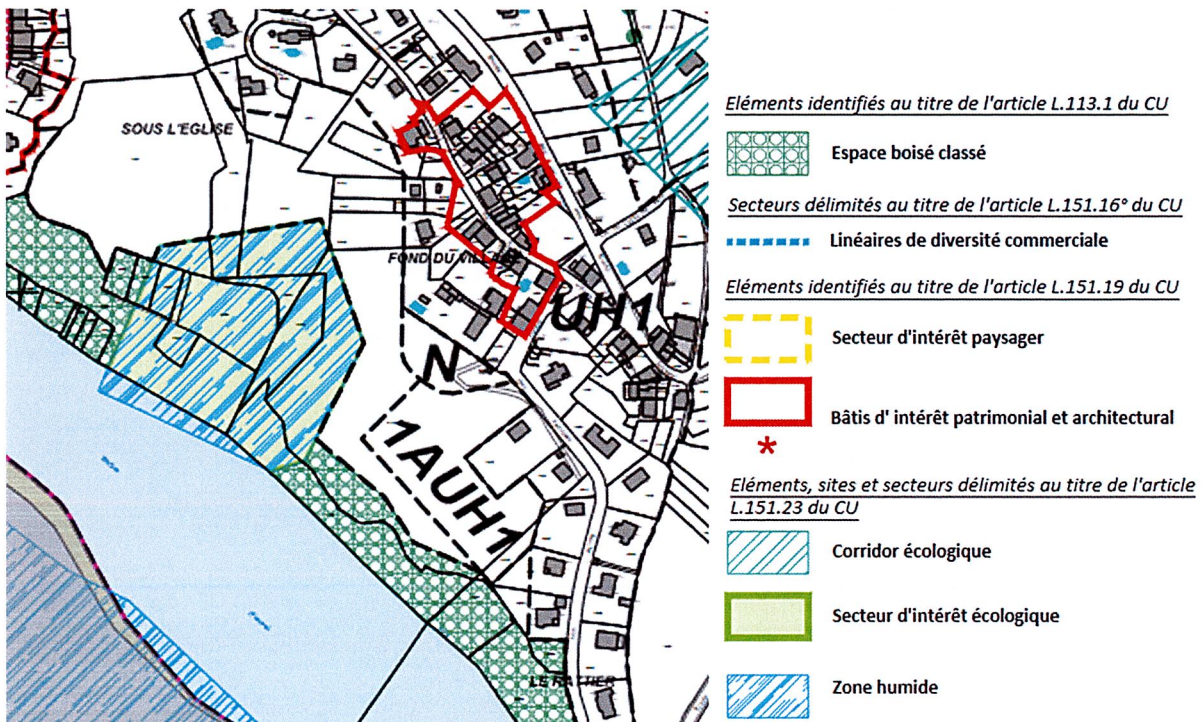 SOUS L'EGLISE
FOND DU VILLAGE
UH1
N
1AUH1
LE RATTIER
Eléments identifiés au titre de l'article L.113.1 du CU
Espace boisé classé
Secteurs délimités au titre de l'article L.151.16° du CU
Linéaires de diversité commerciale
Eléments identifiés au titre de l'article L.151.19 du CU
Secteur d'intérêt paysager
Bâtis d' intérêt patrimonial et architectural
*
Eléments, sites et secteurs délimités au titre de l'article
L.151.23 du CU
Corridor écologique
Secteur d'intérêt écologique
Zone humide